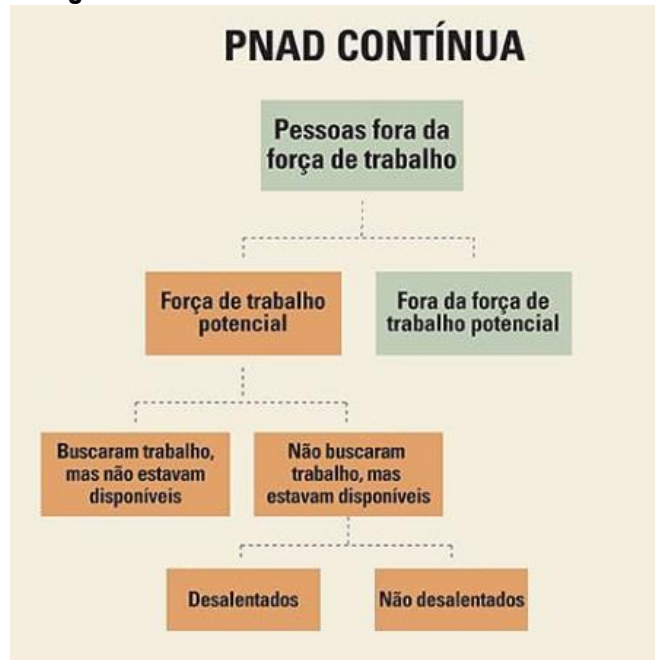 PNAD CONTÍNUA
Pessoas fora da
força de trabalho
Força de trabalho
potencial
Fora da força de
trabalho potencial
Buscaram trabalho,
mas não estavam
disponíveis
Não buscaram
trabalho, mas
estavam disponíveis
Desalentados
Não desalentados